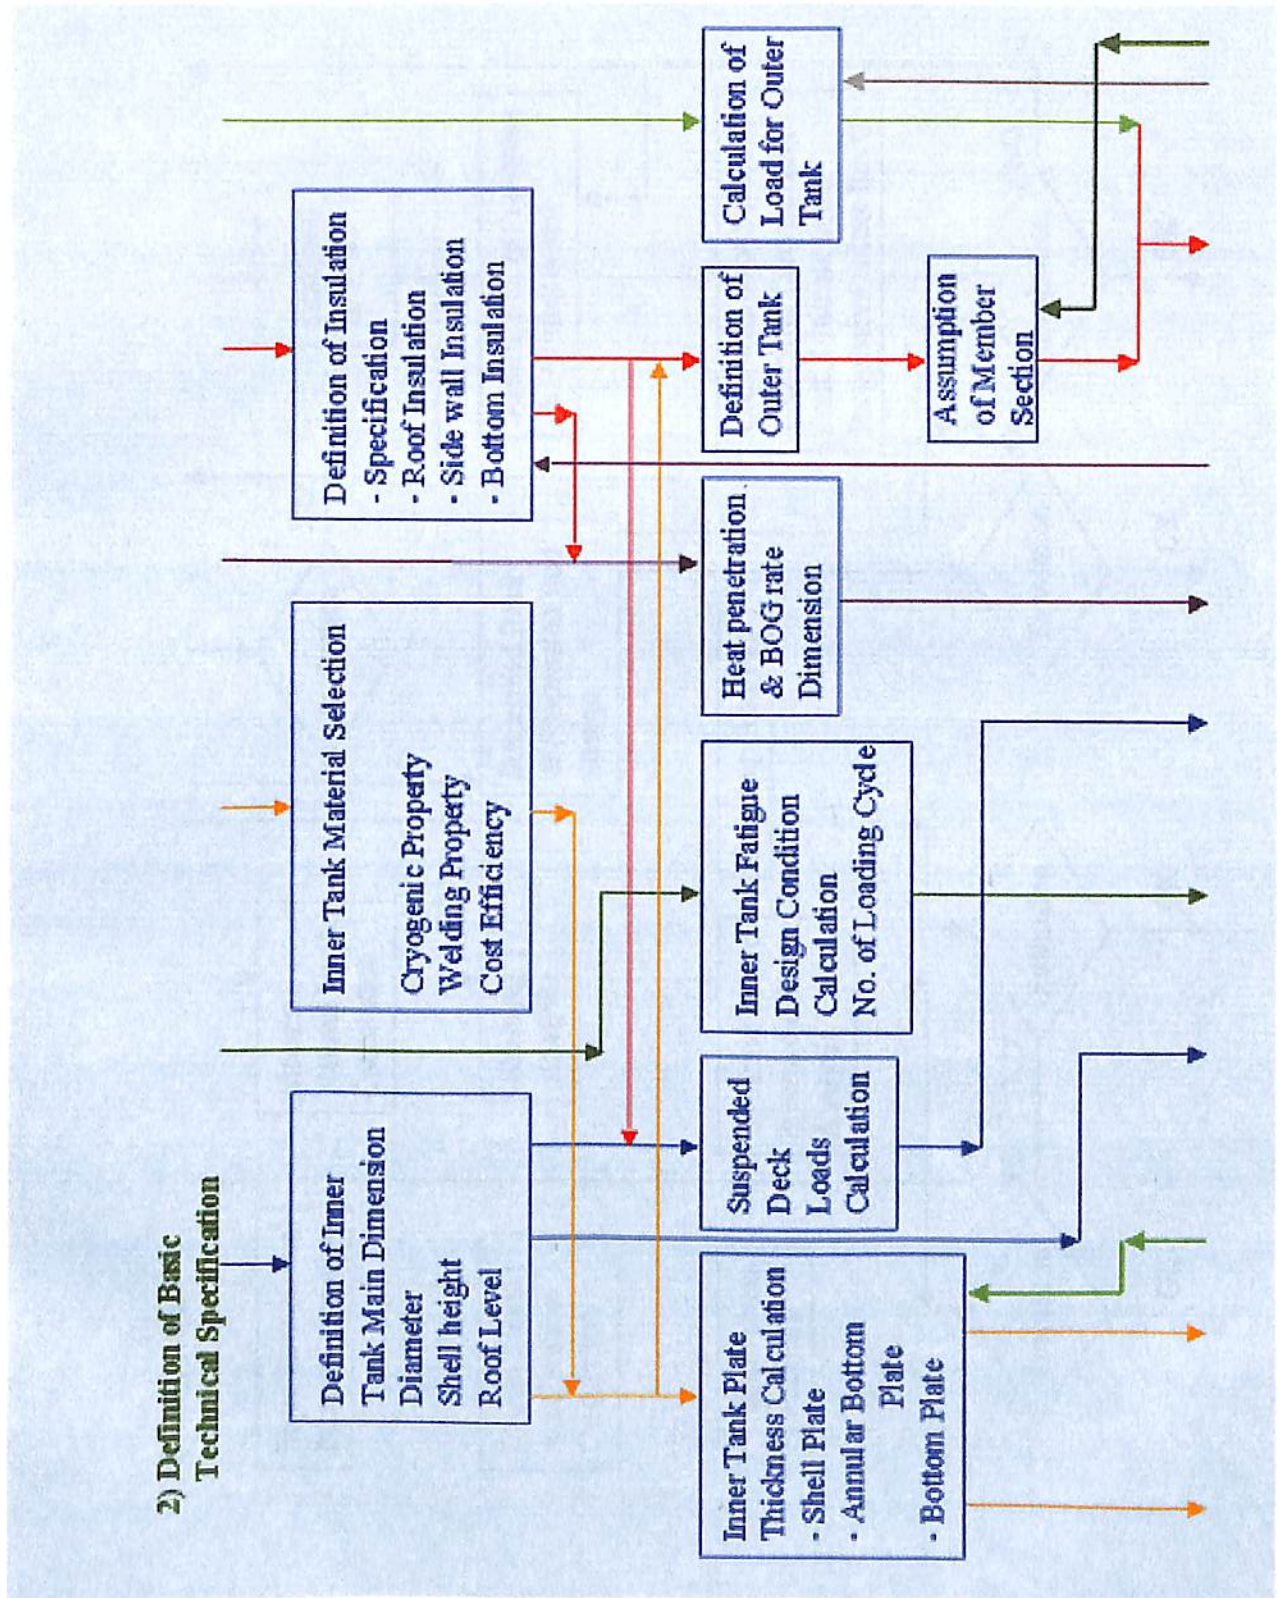 2) Definition of Basic
Technical Specification
Definition of Inner
Tank Main Dimension
Diameter
Shell height
Roof Level
Inner Tank Material Selection
Cryogenic Property
Welding Property
Cost Efficiency
Definition of Insulation
- Specification
- Roof Insulation
- Side wall Insulation
- Bottom Insulation
Inner Tank Plate
Thickness Calculation
- Shell Plate
- Annular Bottom
Plate
- Bottom Plate
Suspended
Deck
Loads
Calculation
Inner Tank Fatigue
Design Condition
Calculation
No. of Loading Cycle
Heat penetration
& BOG rate
Dimension
Definition of
Outer Tank
Calculation of
Load for Outer
Tank
Assumption
of Menber
Section